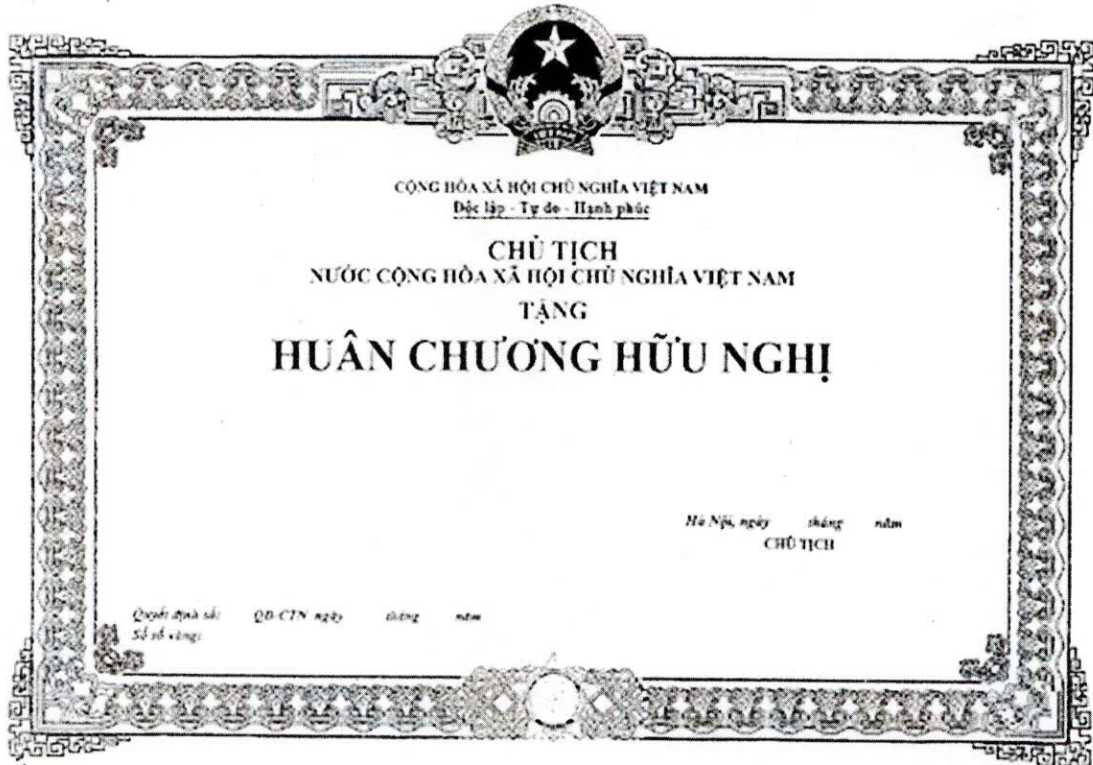 CỘNG HÒA XÃ HỘI CHỦ NGHĨA VIỆT NAM
Độc lập - Tự do - Hạnh phúc
CHỦ TỊCH
NƯỚC CỘNG HÒA XÃ HỘI CHỦ NGHĨA VIỆT NAM
TẶNG
HUÂN CHƯƠNG HỮU NGHỊ
Hà Nội, ngày tháng năm
CHỦ TỊCH
Quyết định số: QĐ-CTN ngày tháng năm
Số sổ vàng: